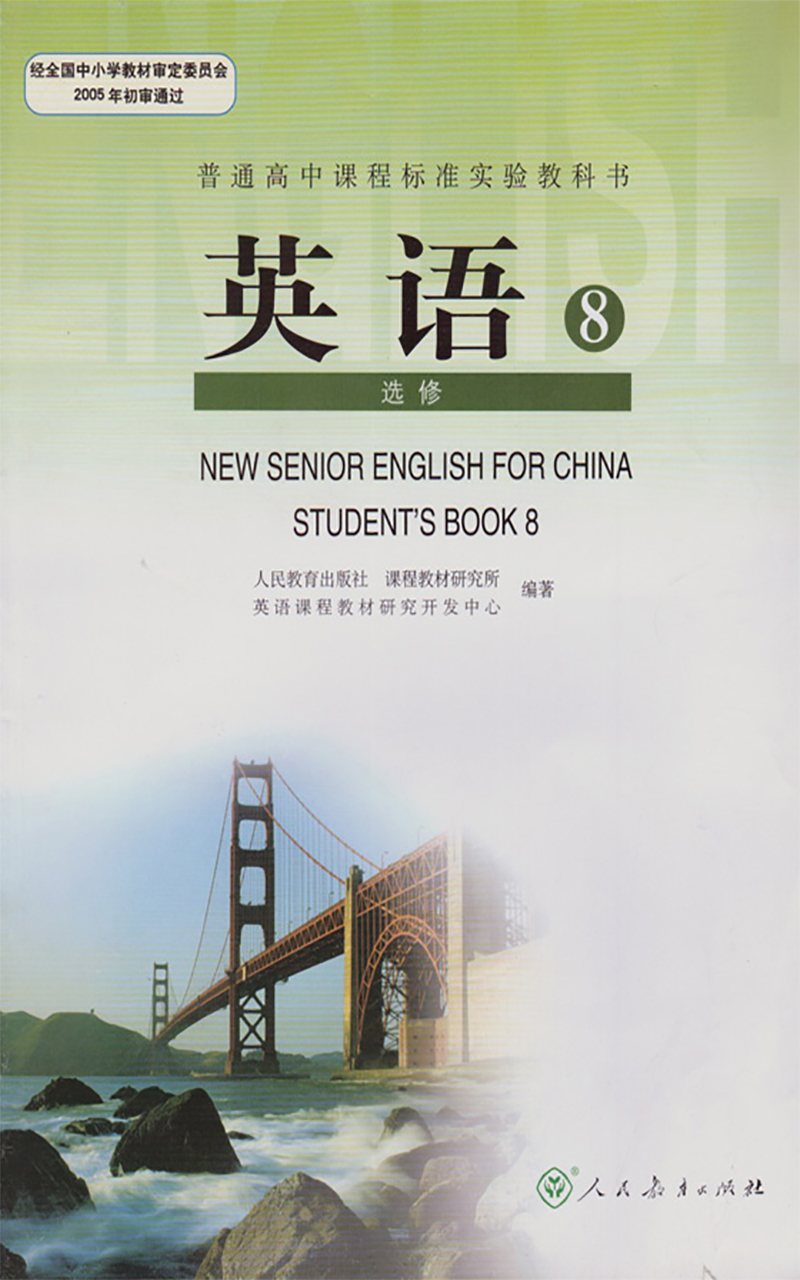 经全国中小学教材审定委员会
2005年初审通过
ENGLISH
普通高中课程标准实验教科书
英语 8
选修
NEW SENIOR ENGLISH FOR CHINA
STUDENT'S BOOK 8
人民教育出版社 课程教材研究所
英语课程教材研究开发中心
编著
人民教育出版社